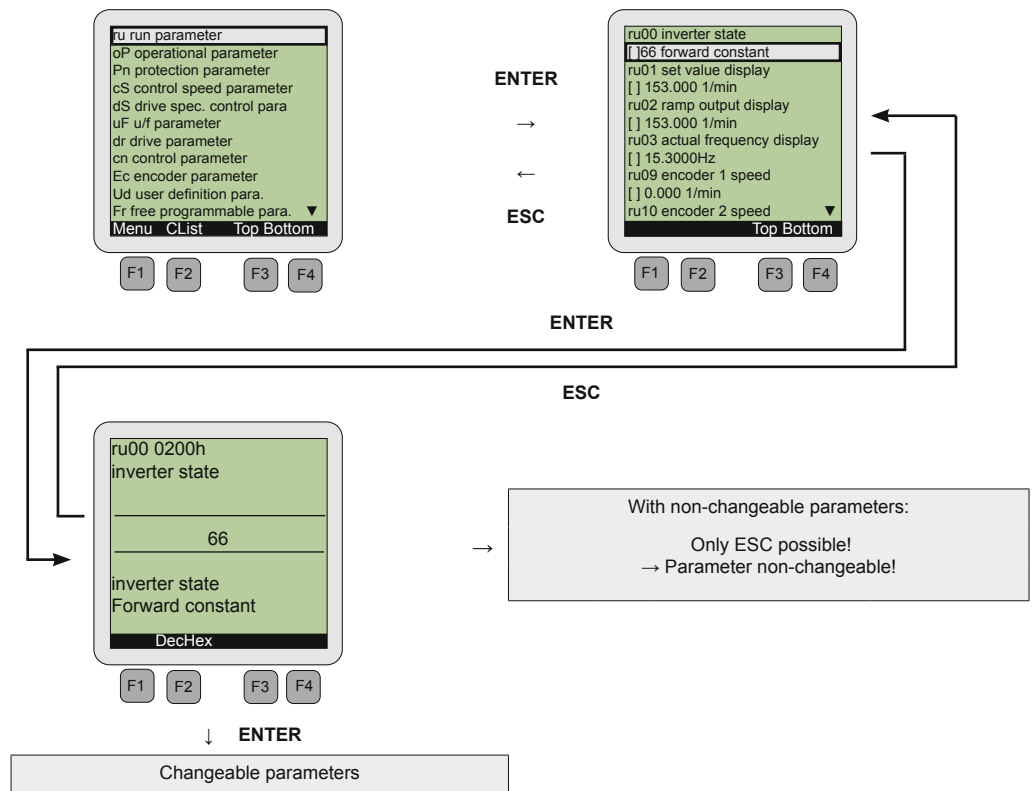 ru run parameter
oP operational parameter
Pn protection parameter
cS control speed parameter
dS drive spec. control para
uF u/f parameter
dr drive parameter
cn control parameter
Ec encoder parameter
Ud user definition para.
Fr free programmable para. ▼
Menu CList Top Bottom
F1 F2 F3 F4
ENTER
→
←
ESC
ru00 inverter state
[ ]66 forward constant
ru01 set value display
[ ] 153.000 1/min
ru02 ramp output display
[ ] 153.000 1/min
ru03 actual frequency display
[ ] 15.3000Hz
ru09 encoder 1 speed
[ ] 0.000 1/min
ru10 encoder 2 speed ▼
Top Bottom
F1 F2 F3 F4
ENTER
ESC
ru00 0200h
inverter state
66
inverter state
Forward constant
DecHex
F1 F2 F3 F4
→
With non-changeable parameters:
Only ESC possible!
→ Parameter non-changeable!
↓ ENTER
Changeable parameters